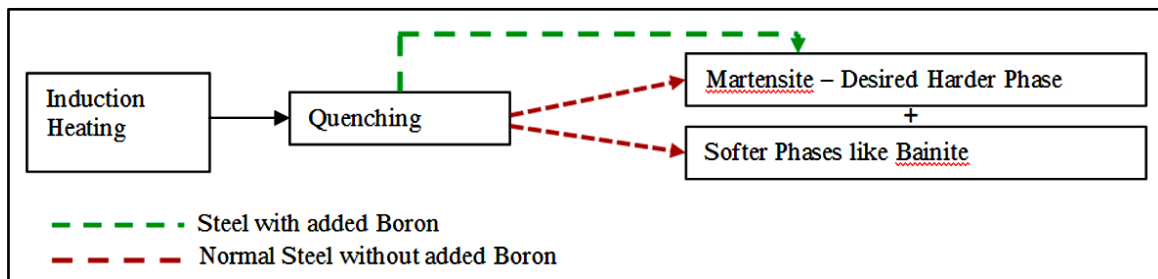 Induction
Heating
Quenching
Martensite – Desired Harder Phase
+
Softer Phases like Bainite
Steel with added Boron
Normal Steel without added Boron